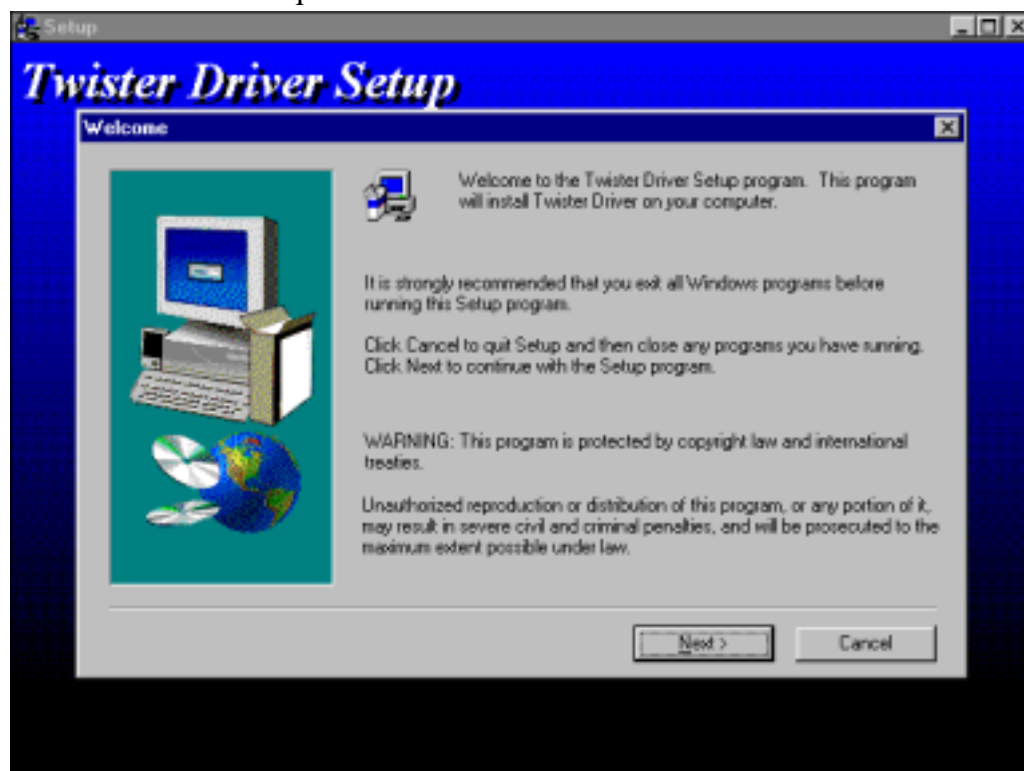 Setup
Twister Driver Setup
Welcome
Welcome to the Twister Driver Setup program. This program
will install Twister Driver on your computer.
It is strongly recommended that you exit all Windows programs before
running this Setup program.
Click Cancel to quit Setup and then close any programs you have running.
Click Next to continue with the Setup program.
WARNING: This program is protected by copyright law and international
treaties.
Unauthorized reproduction or distribution of this program, or any portion of it,
may result in severe civil and criminal penalties, and will be prosecuted to the
maximum extent possible under law.
Next >
Cancel